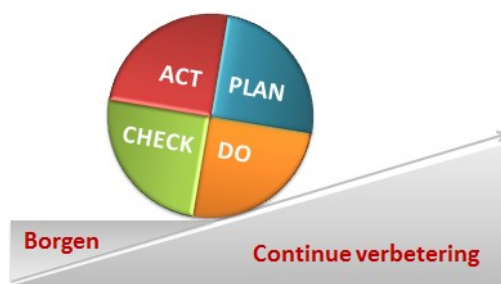 ACT
PLAN
CHECK
DO
Borgen
Continue verbetering